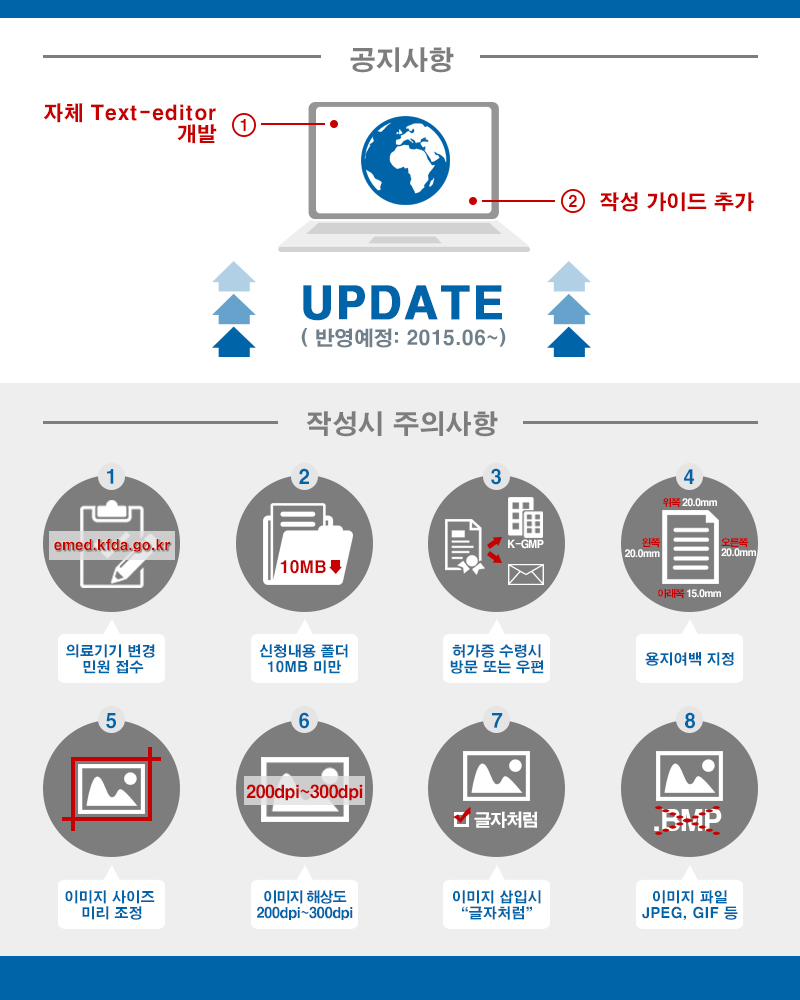 공지사항
자체 Text-editor
개발
①
② 작성 가이드 추가
UPDATE
( 반영예정: 2015.06~)
작성시 주의사항
1
emed.kfda.go.kr
의료기기 변경
민원 접수
2
10MB
신청내용 폴더
10MB 미만
3
K-GMP
허가증 수령시
방문 또는 우편
4
위쪽 20.0mm
왼쪽
20.0mm
오른쪽
20.0mm
아래쪽 15.0mm
용지여백 지정
5
이미지 사이즈
미리 조정
6
200dpi~300dpi
이미지 해상도
200dpi~300dpi
7
글자처럼
이미지 삽입시
“글자처럼”
8
.BMP
이미지 파일
JPEG, GIF 등